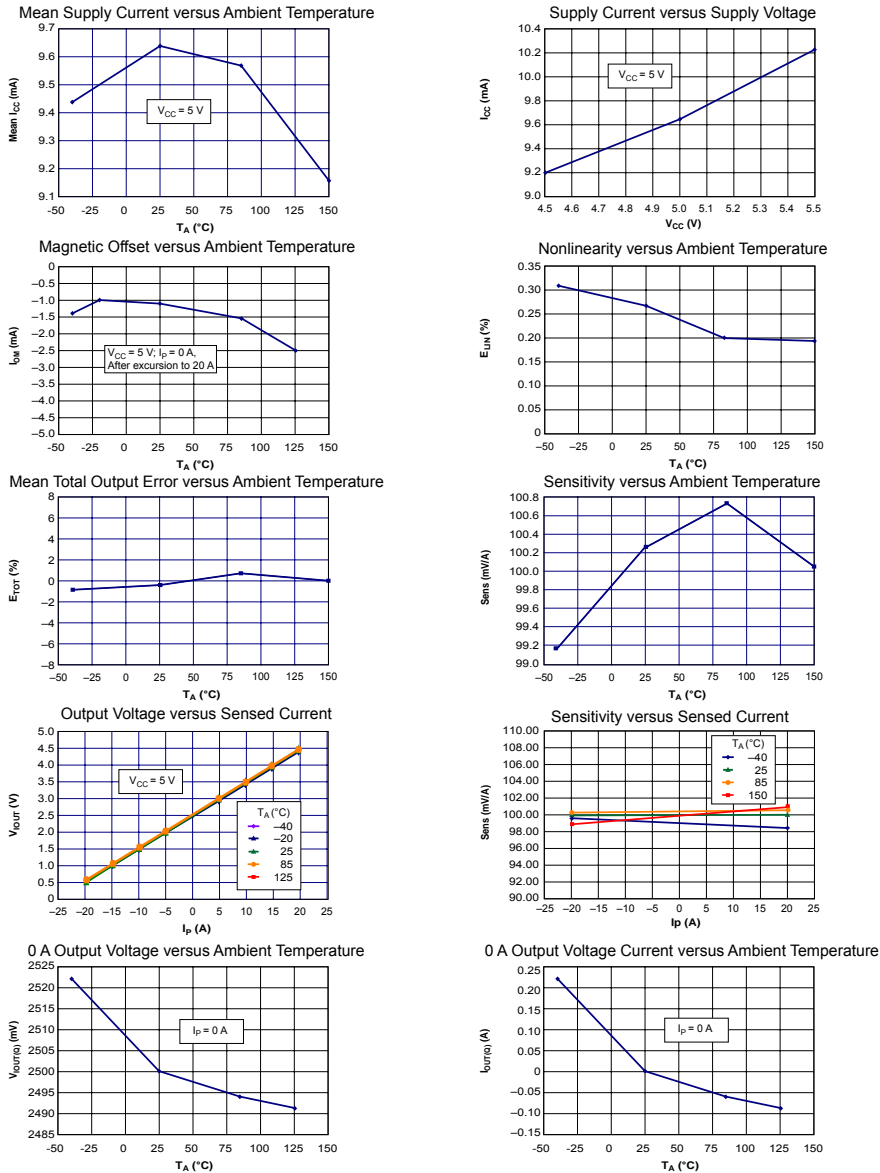 Mean Supply Current versus Ambient Temperature
Mean I_CC (mA)
9.7
9.6
9.5
9.4
9.3
9.2
9.1
V_CC = 5 V
-50 -25 0 25 50 75 100 125 150
T_A (°C)
Supply Current versus Supply Voltage
I_CC (mA)
10.4
10.2
10.0
9.8
9.6
9.4
9.2
9.0
V_CC = 5 V
4.5 4.6 4.7 4.8 4.9 5.0 5.1 5.2 5.3 5.4 5.5
V_CC (V)
Magnetic Offset versus Ambient Temperature
I_OM (mA)
0
–0.5
–1.0
–1.5
–2.0
–2.5
–3.0
–3.5
–4.0
–4.5
–5.0
V_CC = 5 V; I_P = 0 A,
After excursion to 20 A
-50 -25 0 25 50 75 100 125 150
T_A (°C)
Nonlinearity versus Ambient Temperature
E_LIN (%)
0.35
0.30
0.25
0.20
0.15
0.10
0.05
0
–50 –25 0 25 50 75 100 125 150
T_A (°C)
Mean Total Output Error versus Ambient Temperature
E_TOT (%)
8
6
4
2
0
–2
–4
–6
–8
–50 –25 0 25 50 75 100 125 150
T_A (°C)
Sensitivity versus Ambient Temperature
Sens (mV/A)
100.8
100.6
100.4
100.2
100.0
99.8
99.6
99.4
99.2
99.0
–50 –25 0 25 50 75 100 125 150
T_A (°C)
Output Voltage versus Sensed Current
V_IOUT (V)
5.0
4.5
4.0
3.5
3.0
2.5
2.0
1.5
1.0
0.5
0
V_CC = 5 V
T_A (°C)
–40
–20
25
85
125
–25 –20 –15 –10 –5 0 5 10 15 20 25
I_P (A)
Sensitivity versus Sensed Current
Sens (mV/A)
110.00
108.00
106.00
104.00
102.00
100.00
98.00
96.00
94.00
92.00
90.00
T_A (°C)
–40
25
85
150
–25 –20 –15 –10 –5 0 5 10 15 20 25
Ip (A)
0 A Output Voltage versus Ambient Temperature
V_IOUT(Q) (mV)
2525
2520
2515
2510
2505
2500
2495
2490
2485
I_P = 0 A
-50 -25 0 25 50 75 100 125 150
T_A (°C)
0 A Output Voltage Current versus Ambient Temperature
I_OUT(Q) (A)
0.25
0.20
0.15
0.10
0.05
0
–0.05
–0.10
–0.15
I_P = 0 A
-50 -25 0 25 50 75 100 125 150
T_A (°C)